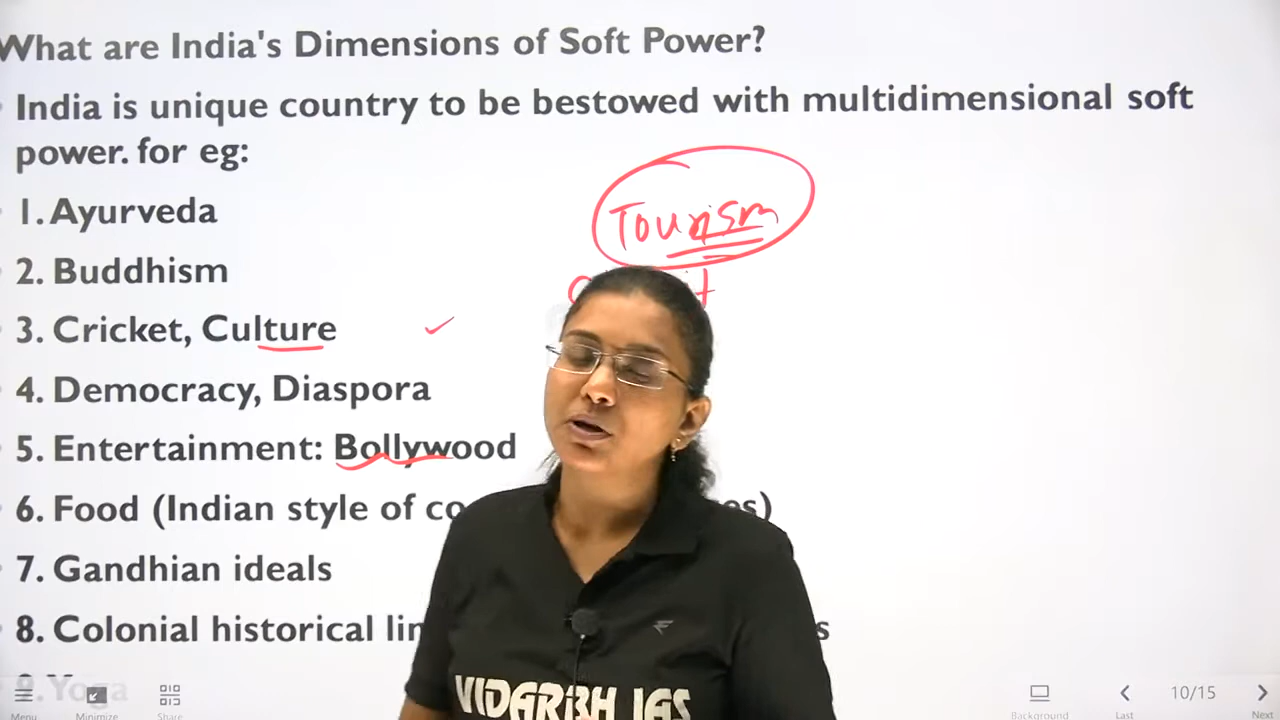 What are India's Dimensions of Soft Power?
India is unique country to be bestowed with multidimensional soft
power. for eg:
1. Ayurveda
Tourism
2. Buddhism
3. Cricket, Culture
4. Democracy, Diaspora
5. Entertainment: Bollywood
6. Food (Indian style of
7. Gandhian ideals
8. Colonial historical
9. Yoga
VIDARBH IAS
Menu
Minimize
Share
Background
Last
10/15
Next